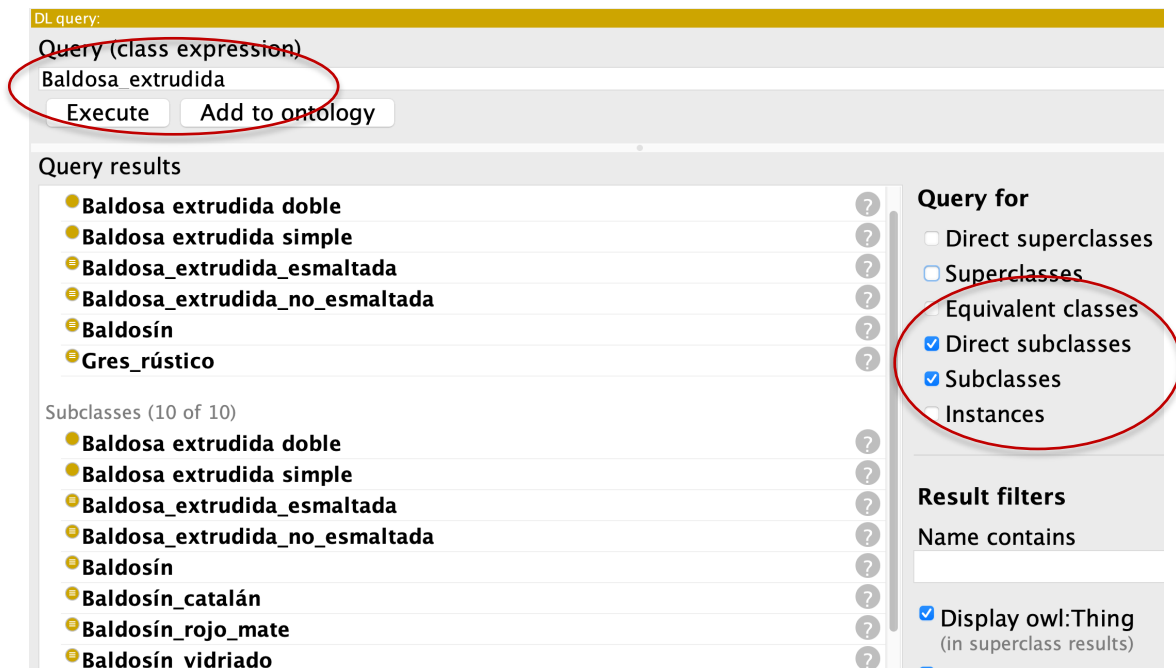 DL query:
Query (class expression)
Baldosa_extrudida
Execute
Add to ontology
Query results
Baldosa extrudida doble
?
Baldosa extrudida simple
?
Baldosa_extrudida_esmaltada
?
Baldosa_extrudida_no_esmaltada
?
Baldosín
?
Gres_rústico
?
Subclasses (10 of 10)
Baldosa extrudida doble
?
Baldosa extrudida simple
?
Baldosa_extrudida_esmaltada
?
Baldosa_extrudida_no_esmaltada
?
Baldosín
?
Baldosín_catalán
?
Baldosín_rojo_mate
?
Baldosín_vidriado
?
Query for
Direct superclasses
Superclasses
Equivalent classes
Direct subclasses
Subclasses
Instances
Result filters
Name contains
Display owl:Thing
(in superclass results)